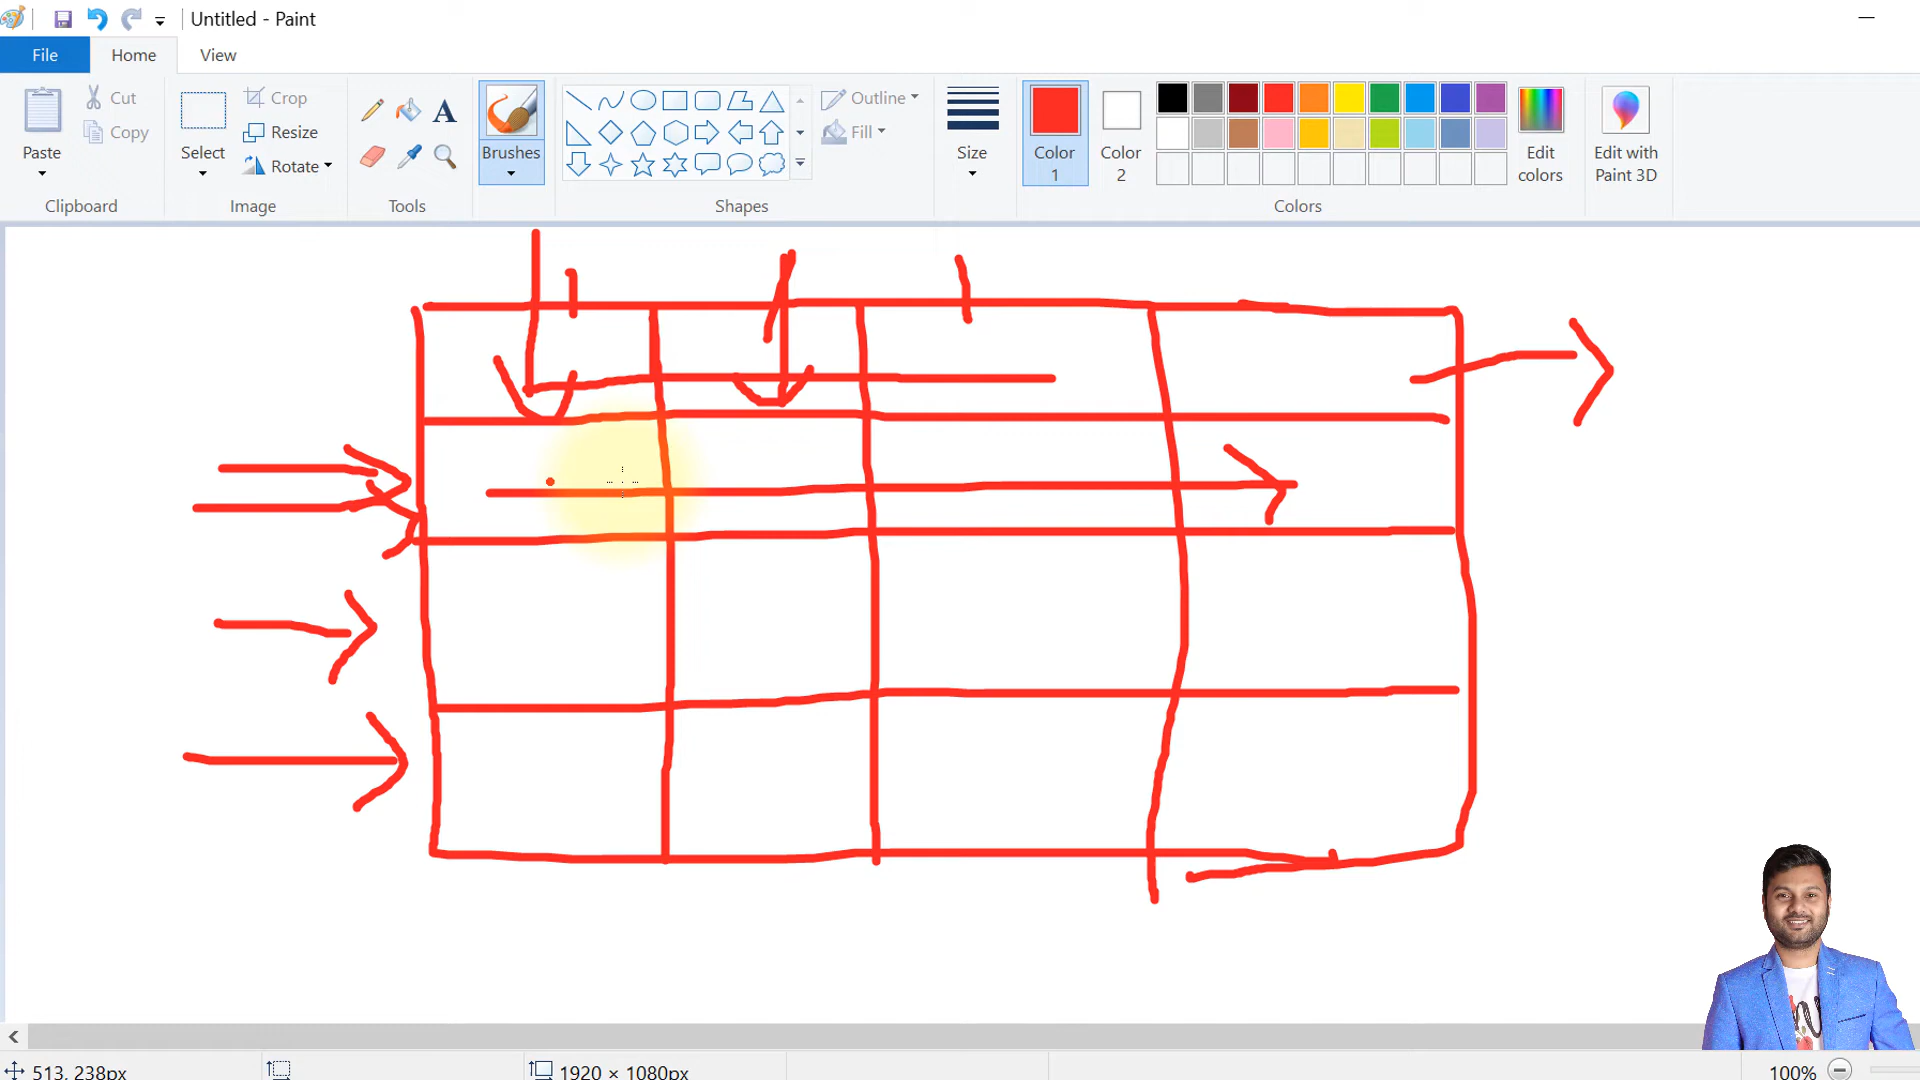 Untitled - Paint
File Home View
Paste
Cut
Copy
Clipboard
Select
Crop
Resize
Rotate
Image
A
Tools
Brushes
Shapes
Outline
Fill
Size
Color
1
Color
2
Colors
Edit
colors
Edit with
Paint 3D
513, 238px
1920 × 1080px
100%